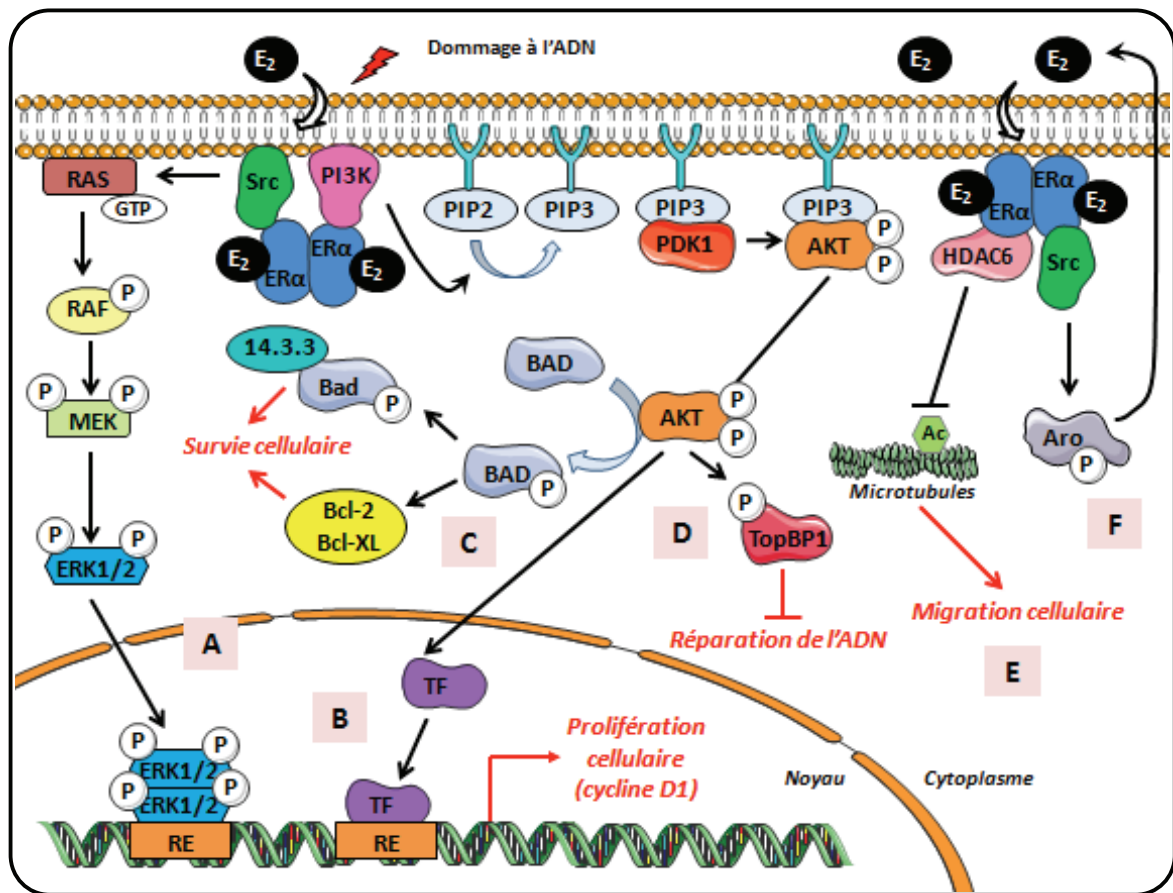 Dommage à l'ADN
E2
E2
E2
RAS
GTP
Src
PI3K
PIP2
PIP3
PIP3
PDK1
PIP3
AKT
P
P
E2
ERα
ERα
E2
E2
ERα
ERα
E2
HDAC6
Src
RAF
P
14.3.3
Bad
P
BAD
P
P
MEK
Survie cellulaire
AKT
P
P
Ac
Microtubules
Aro
P
BAD
P
Bcl-2
Bcl-XL
C
D
P
TopBP1
F
P
P
ERK1/2
Migration cellulaire
A
Réparation de l'ADN
E
TF
B
Prolifération
cellulaire
(cycline D1)
Noyau
Cytoplasme
P
P
ERK1/2
P
P
ERK1/2
TF
RE
RE